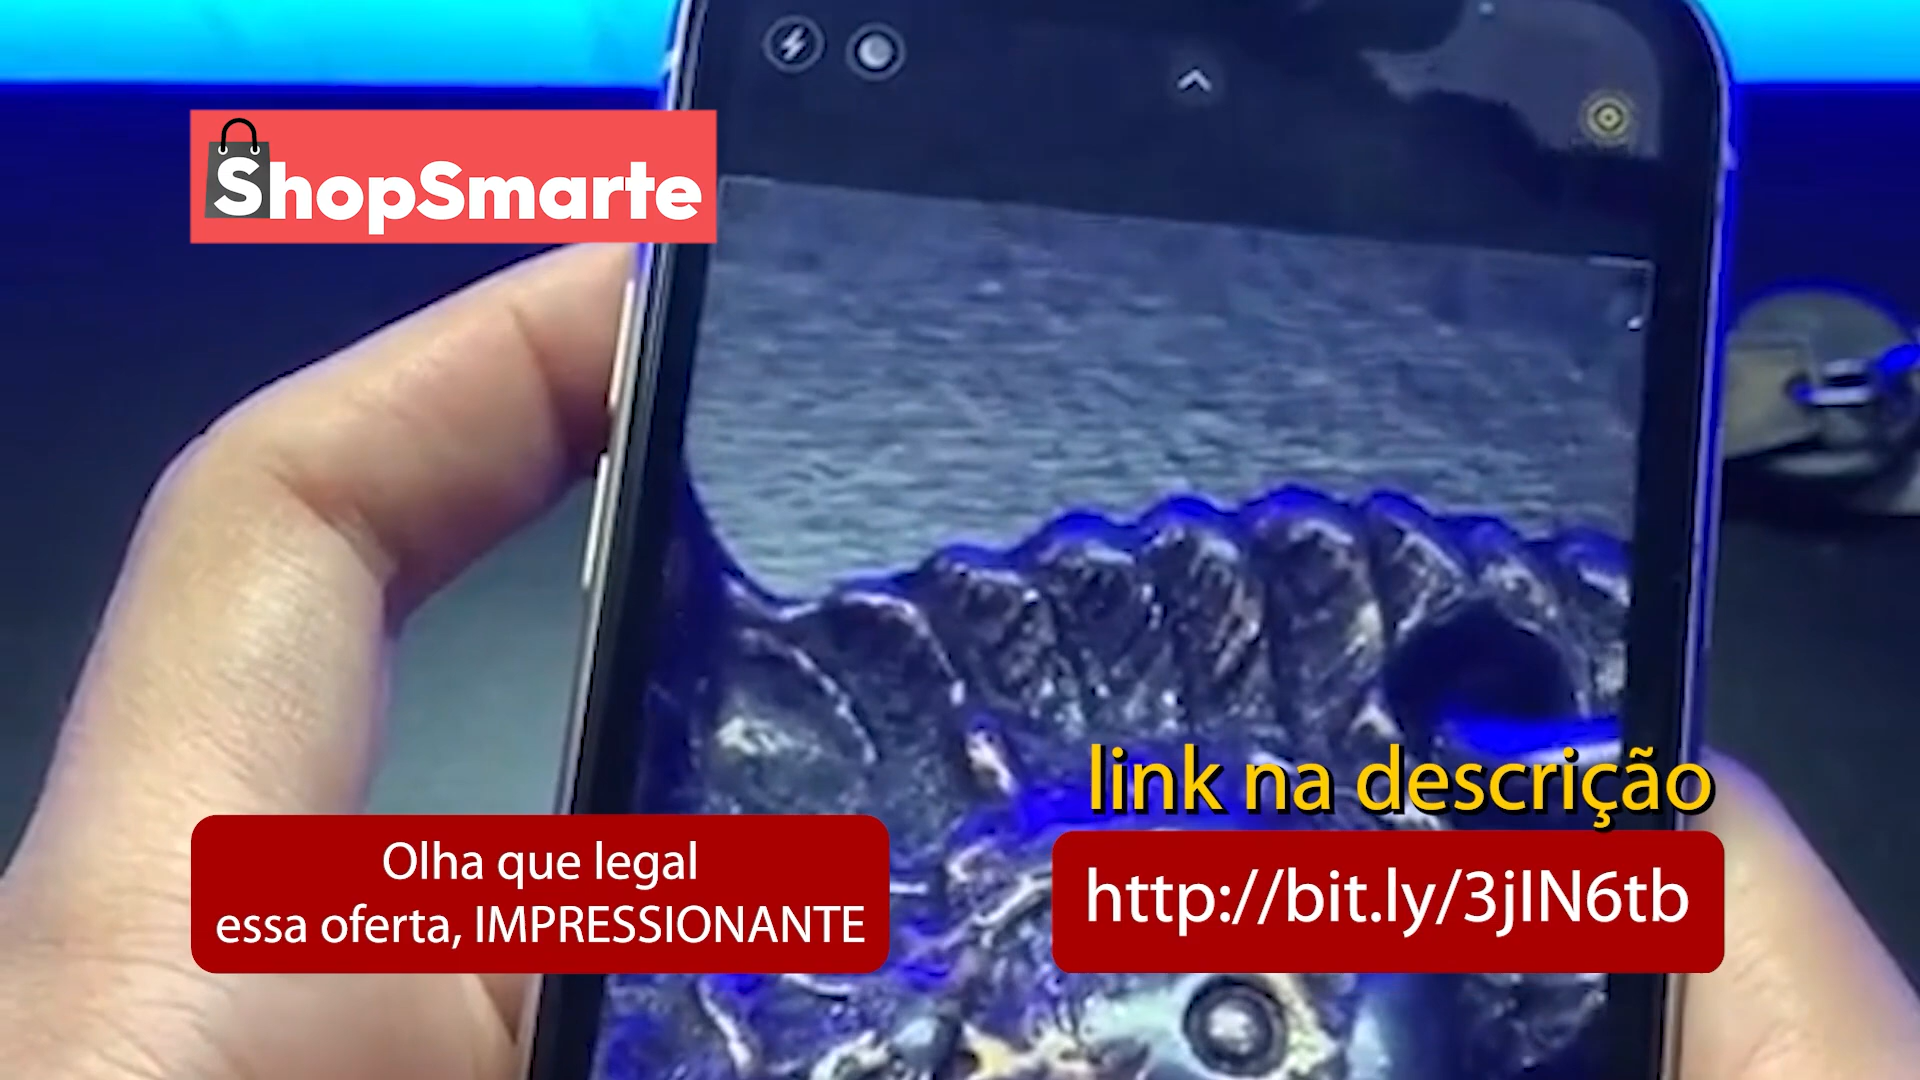 ShopSmarte
link na descrição
Olha que legal
essa oferta, IMPRESSIONANTE
http://bit.ly/3jIN6tb